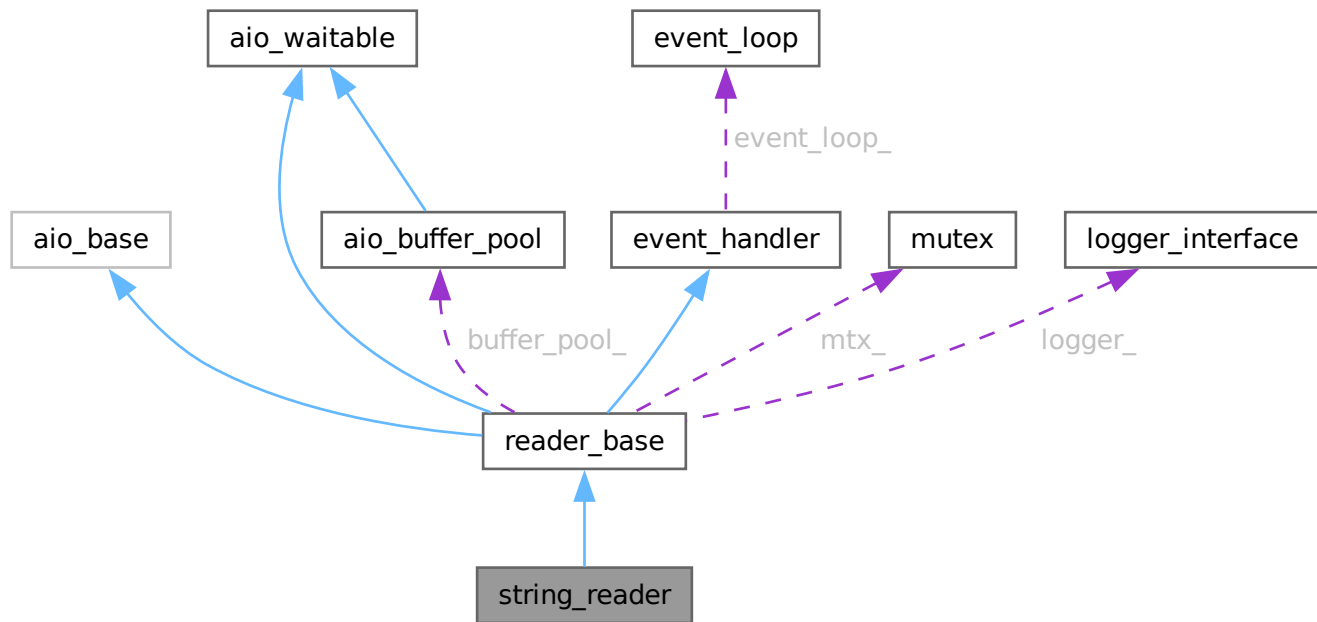 aio_waitable
event_loop
event_loop_
aio_base
aio_buffer_pool
event_handler
mutex
logger_interface
buffer_pool_
mtx_
logger_
reader_base
string_reader